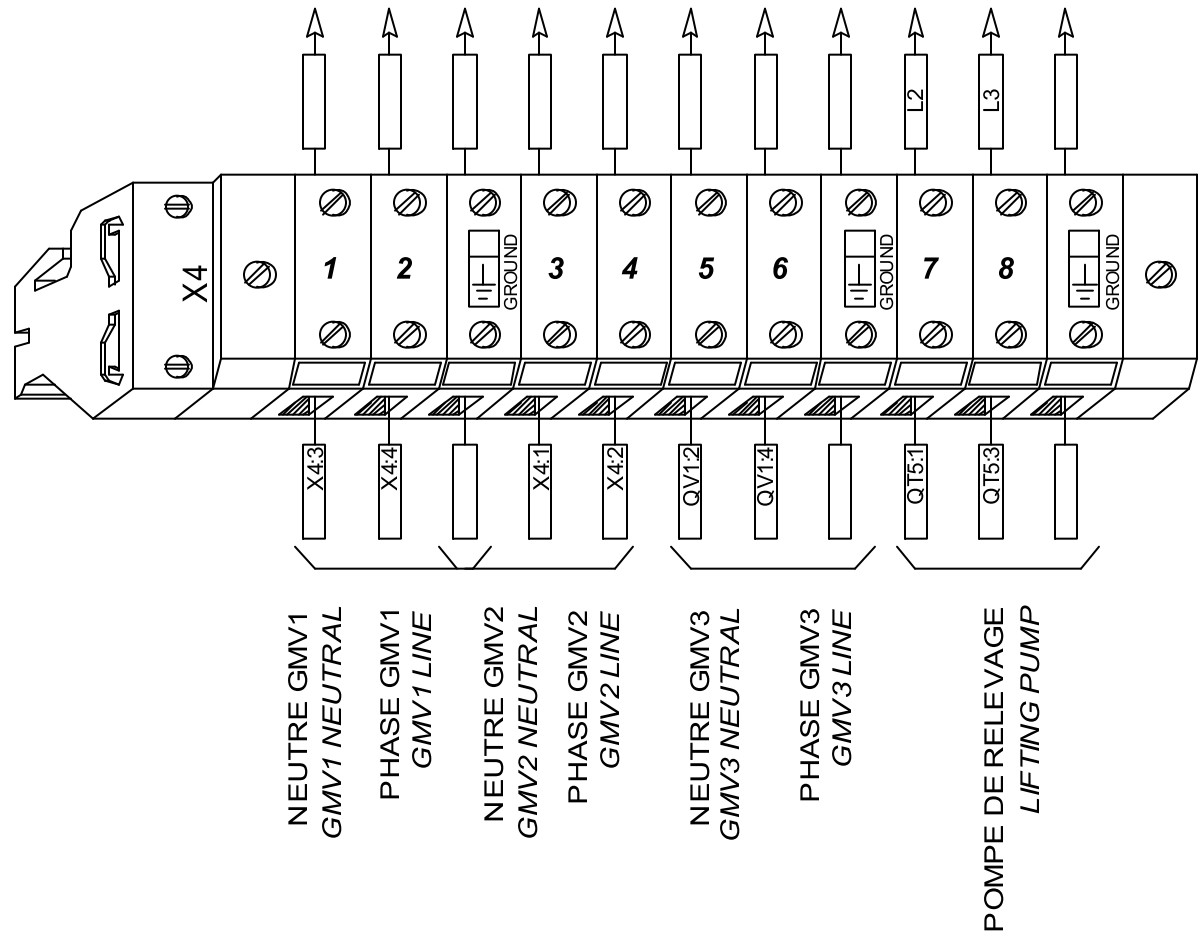 L2
L3
X4
1
2
GROUND
3
4
5
6
GROUND
7
8
GROUND
X4:3
X4:4
X4:1
X4:2
QV1:2
QV1:4
QT5:1
QT5:3
NEUTRE GMV1
GMV1 NEUTRAL
PHASE GMV1
GMV1 LINE
NEUTRE GMV2
GMV2 NEUTRAL
PHASE GMV2
GMV2 LINE
NEUTRE GMV3
GMV3 NEUTRAL
PHASE GMV3
GMV3 LINE
POMPE DE RELEVAGE
LIFTING PUMP